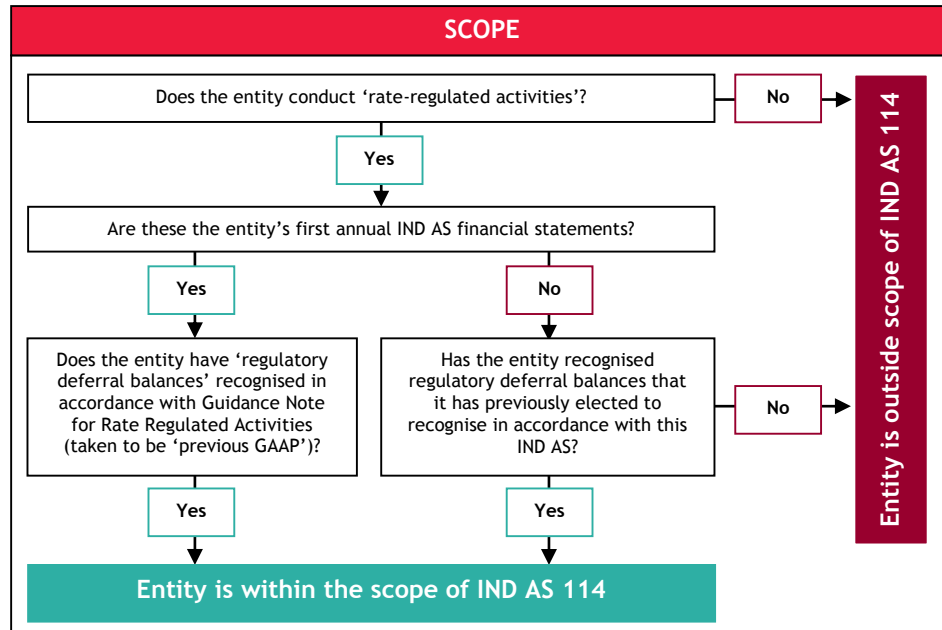 SCOPE
Does the entity conduct ‘rate-regulated activities’?
No
Yes
Are these the entity’s first annual IND AS financial statements?
Yes
No
Does the entity have ‘regulatory
deferral balances’ recognised in
accordance with Guidance Note
for Rate Regulated Activities
(taken to be ‘previous GAAP’)?
Has the entity recognised
regulatory deferral balances that
it has previously elected to
recognise in accordance with this
IND AS?
No
Yes
Yes
Entity is within the scope of IND AS 114
Entity is outside scope of IND AS 114